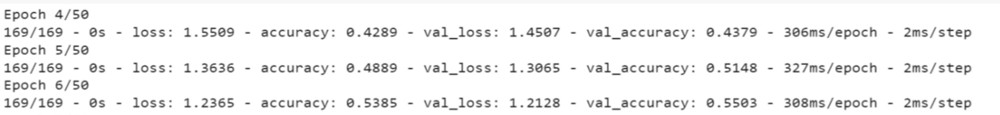 Epoch 4/50
169/169 - 0s - loss: 1.5509 - accuracy: 0.4289 - val_loss: 1.4507 - val_accuracy: 0.4379 - 306ms/epoch - 2ms/step
Epoch 5/50
169/169 - 0s - loss: 1.3636 - accuracy: 0.4889 - val_loss: 1.3065 - val_accuracy: 0.5148 - 327ms/epoch - 2ms/step
Epoch 6/50
169/169 - 0s - loss: 1.2365 - accuracy: 0.5385 - val_loss: 1.2128 - val_accuracy: 0.5503 - 308ms/epoch - 2ms/step